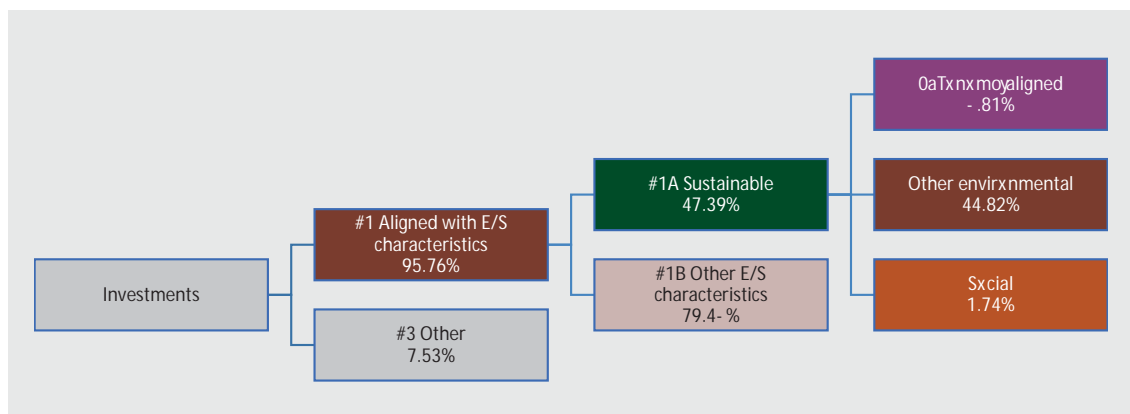 Investments
#1 Aligned with E/S
characteristics
95.76%
#3 Other
7.53%
#1A Sustainable
47.39%
#1B Other E/S
characteristics
79.4- %
0aTxnxmoyaligned
- .81%
Other envirxnmental
44.82%
Sxcial
1.74%